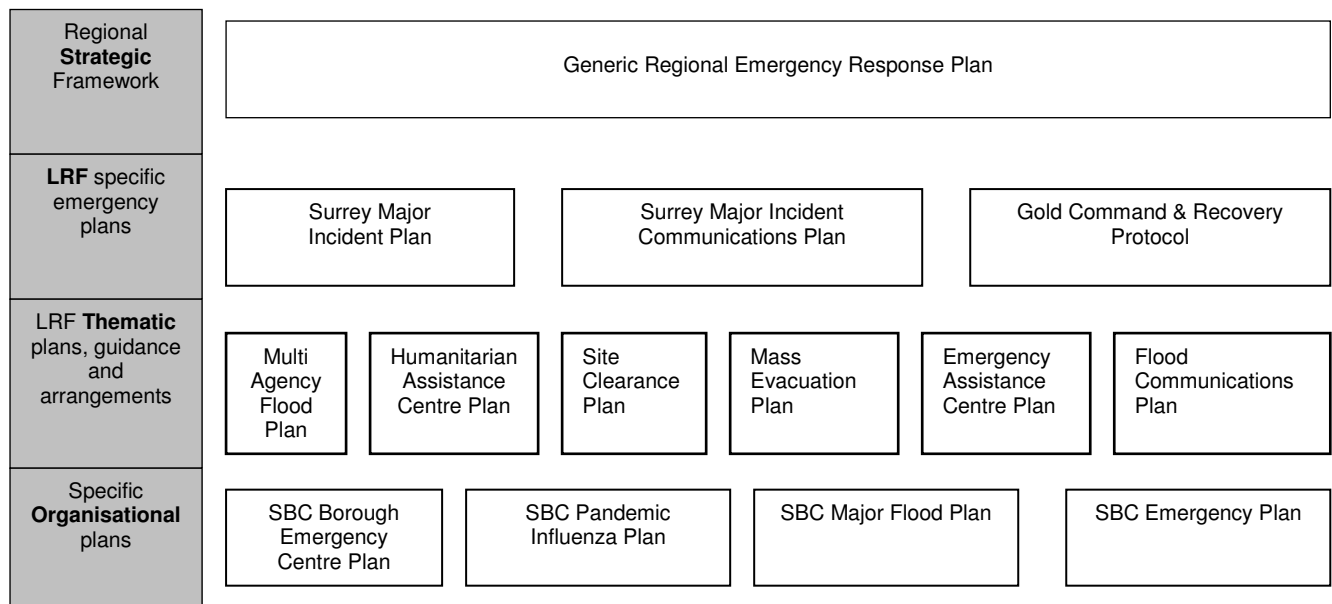 Regional
Strategic
Framework
Generic Regional Emergency Response Plan
LRF specific
emergency
plans
Surrey Major
Incident Plan
Surrey Major Incident
Communications Plan
Gold Command & Recovery
Protocol
LRF Thematic
plans, guidance
and
arrangements
Multi
Agency
Flood
Plan
Humanitarian
Assistance
Centre Plan
Site
Clearance
Plan
Mass
Evacuation
Plan
Emergency
Assistance
Centre Plan
Flood
Communications
Plan
Specific
Organisational
plans
SBC Borough
Emergency
Centre Plan
SBC Pandemic
Influenza Plan
SBC Major Flood Plan
SBC Emergency Plan